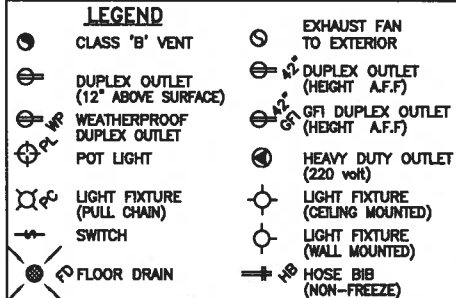 LEGEND
CLASS 'B' VENT
DUPLEX OUTLET
(12" ABOVE SURFACE)
WP
WEATHERPROOF
DUPLEX OUTLET
PL
POT LIGHT
PC
LIGHT FIXTURE
(PULL CHAIN)
SWITCH
FD
FLOOR DRAIN
EXHAUST FAN
TO EXTERIOR
42"
DUPLEX OUTLET
(HEIGHT A.F.F)
42"
GFI
GFI DUPLEX OUTLET
(HEIGHT A.F.F)
HEAVY DUTY OUTLET
(220 volt)
LIGHT FIXTURE
(CEILING MOUNTED)
LIGHT FIXTURE
(WALL MOUNTED)
HB
HOSE BIB
(NON-FREEZE)